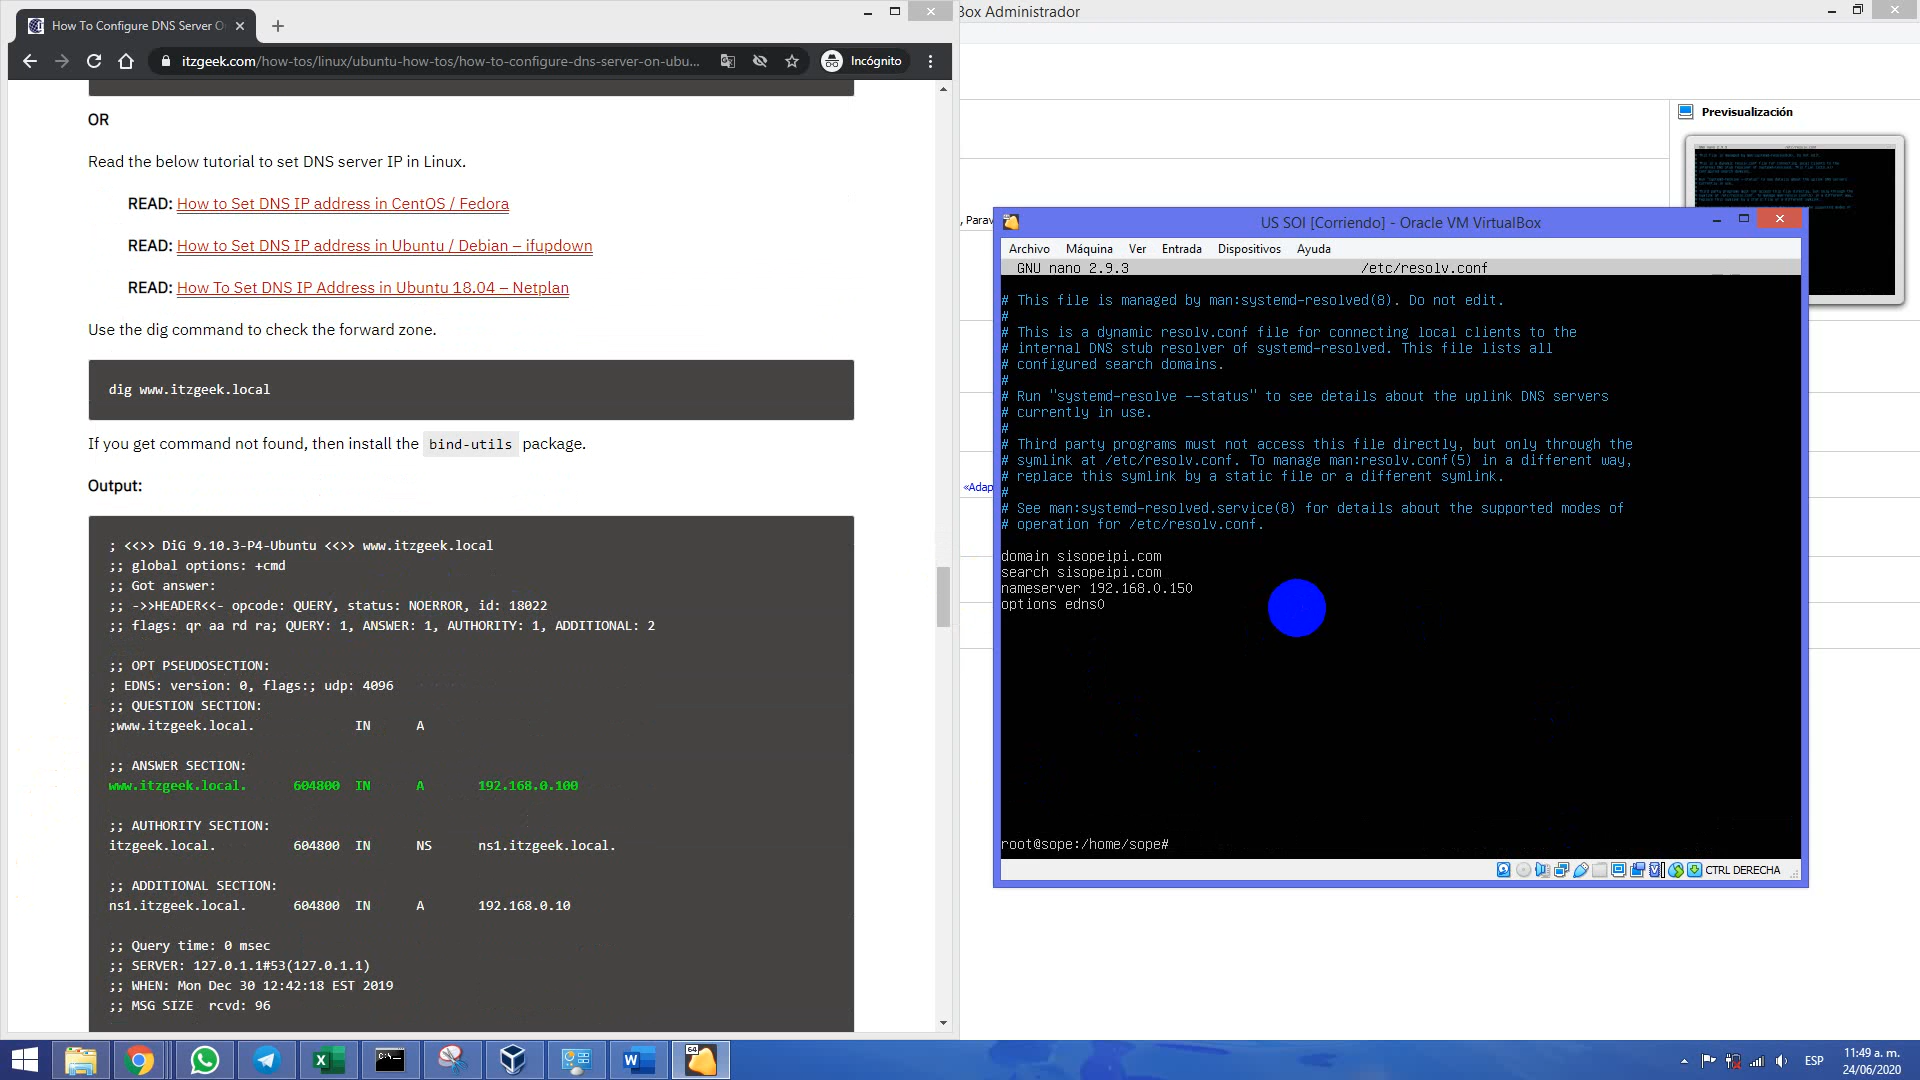 How To Configure DNS Server O
itzgeek.com/how-tos/linux/ubuntu-how-tos/how-to-configure-dns-server-on-ubu...
Incógnito
OR
Read the below tutorial to set DNS server IP in Linux.
READ: How to Set DNS IP address in CentOS / Fedora
READ: How to Set DNS IP address in Ubuntu / Debian – ifupdown
READ: How To Set DNS IP Address in Ubuntu 18.04 – Netplan
Use the dig command to check the forward zone.
dig www.itzgeek.local
If you get command not found, then install the bind-utils package.
Output:
; <<>> DiG 9.10.3-P4-Ubuntu <<>> www.itzgeek.local
;; global options: +cmd
;; Got answer:
;; ->>HEADER<<- opcode: QUERY, status: NOERROR, id: 18022
;; flags: qr aa rd ra; QUERY: 1, ANSWER: 1, AUTHORITY: 1, ADDITIONAL: 2
;; OPT PSEUDOSECTION:
; EDNS: version: 0, flags:; udp: 4096
;; QUESTION SECTION:
;www.itzgeek.local. IN A
;; ANSWER SECTION:
www.itzgeek.local. 604800 IN A 192.168.0.100
;; AUTHORITY SECTION:
itzgeek.local. 604800 IN NS ns1.itzgeek.local.
;; ADDITIONAL SECTION:
ns1.itzgeek.local. 604800 IN A 192.168.0.10
;; Query time: 0 msec
;; SERVER: 127.0.1.1#53(127.0.1.1)
;; WHEN: Mon Dec 30 12:42:18 EST 2019
;; MSG SIZE rcvd: 96
Box Administrador
Previsualización
, Parav
«Adap
US SOI [Corriendo] - Oracle VM VirtualBox
Archivo Máquina Ver Entrada Dispositivos Ayuda
GNU nano 2.9.3 /etc/resolv.conf
# This file is managed by man:systemd-resolved(8). Do not edit.
#
# This is a dynamic resolv.conf file for connecting local clients to the
# internal DNS stub resolver of systemd-resolved. This file lists all
# configured search domains.
#
# Run "systemd-resolve --status" to see details about the uplink DNS servers
# currently in use.
#
# Third party programs must not access this file directly, but only through the
# symlink at /etc/resolv.conf. To manage man:resolv.conf(5) in a different way,
# replace this symlink by a static file or a different symlink.
#
# See man:systemd-resolved.service(8) for details about the supported modes of
# operation for /etc/resolv.conf.
domain sisopeipi.com
search sisopeipi.com
nameserver 192.168.0.150
options edns0
root@sope:/home/sope#
CTRL DERECHA
64
ESP
11:49 a. m.
24/06/2020